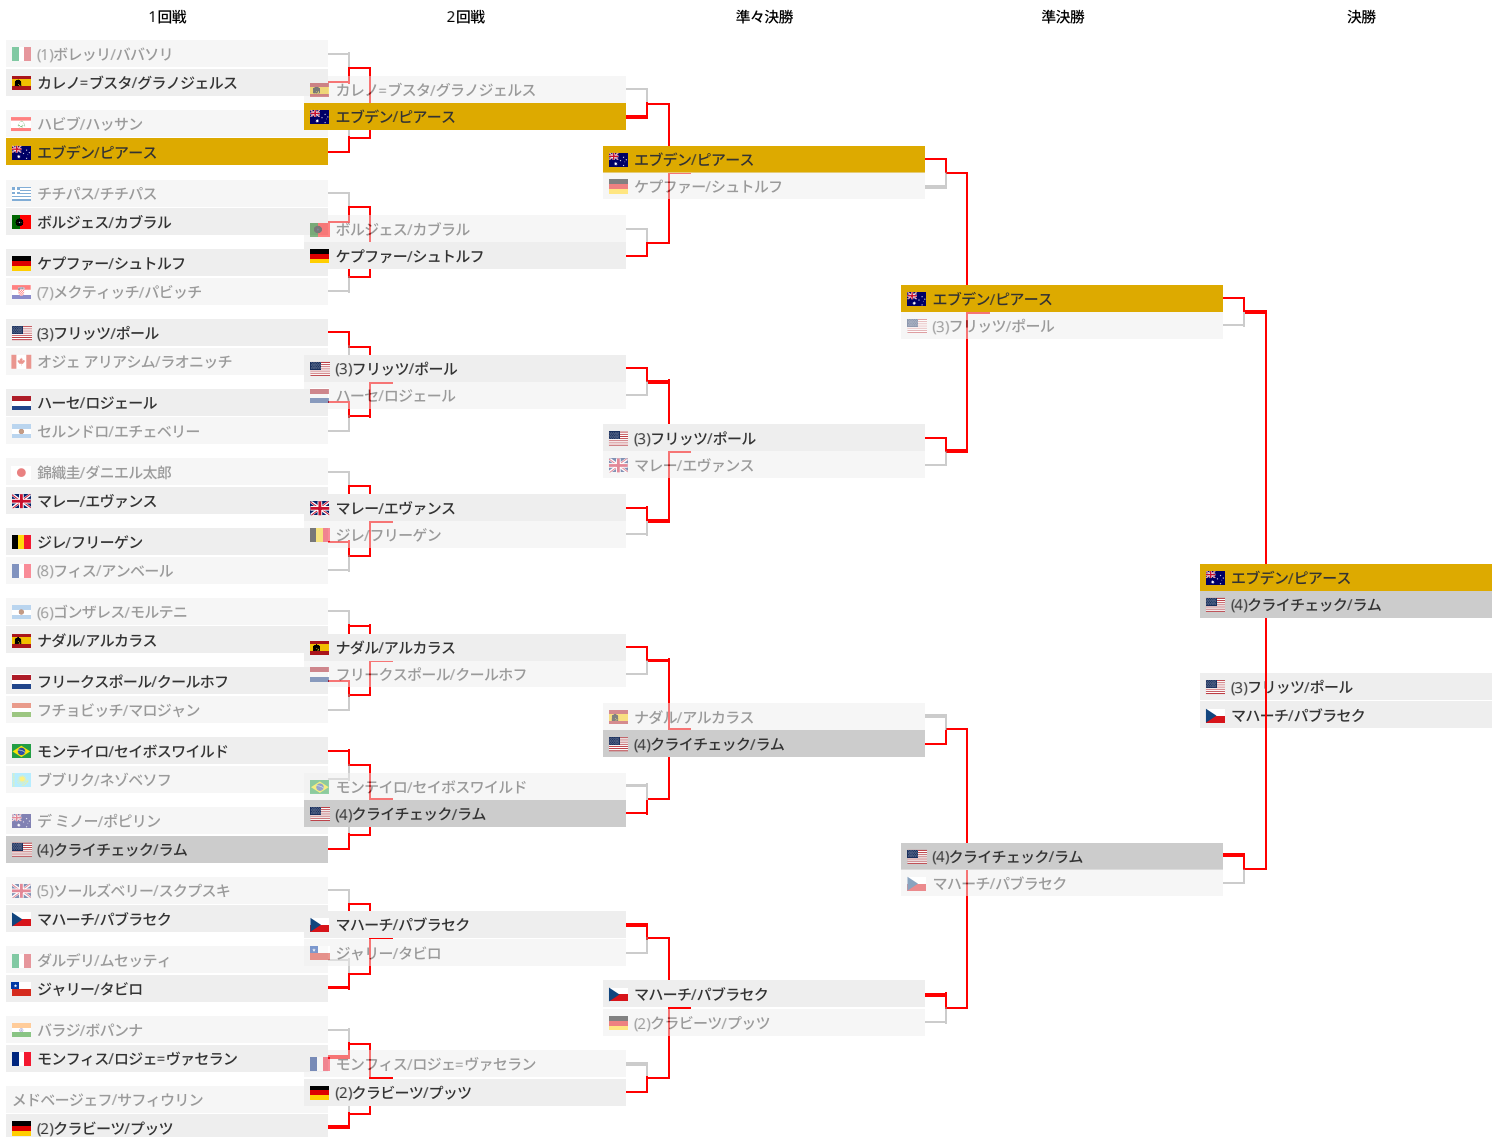 1回戦
2回戦
準々決勝
準決勝
決勝
(1)ボレッリ/バババソリ
カレノ=ブスタ/グラノジェルス
ハビブ/ハッサン
エブデン/ピアース
チチパス/チチパス
ボルジェス/カブラル
ケプファー/シュトルフ
(7)メクティッチ/パビッチ
(3)フリッツ/ポール
オジェ アリアシム/ラオニッチ
ハーセ/ロジェール
セルンドロ/エチェベリー
錦織圭/ダニエル太郎
マレー/エヴァンス
ジレ/フリーゲン
(8)フィス/アンベール
(6)ゴンザレス/モルテニ
ナダル/アルカラス
フリークスポール/クールホフ
フチョビッチ/マロジャン
モンテイロ/セイボスワイルド
ブブリク/ネゾベソフ
デ ミノー/ポピリン
(4)クライチェック/ラム
(5)ソールズベリー/スクプスキ
マハーチ/パブラセク
ダルデリ/ムセッティ
ジャリー/タビロ
バラジ/ボパンナ
モンフィス/ロジェ=ヴァセラン
メドベージェフ/サフィウリン
(2)クラビーツ/プッツ
カレノ=ブスタ/グラノジェルス
エブデン/ピアース
ボルジェス/カブラル
ケプファー/シュトルフ
(3)フリッツ/ポール
ハーセ/ロジェール
マレー/エヴァンス
ジレ/フリーゲン
ナダル/アルカラス
フリークスポール/クールホフ
モンテイロ/セイボスワイルド
(4)クライチェック/ラム
マハーチ/パブラセク
ジャリー/タビロ
モンフィス/ロジェ=ヴァセラン
(2)クラビーツ/プッツ
エブデン/ピアース
ケプファー/シュトルフ
(3)フリッツ/ポール
マレー/エヴァンス
ナダル/アルカラス
(4)クライチェック/ラム
マハーチ/パブラセク
(2)クラビーツ/プッツ
エブデン/ピアース
(3)フリッツ/ポール
(4)クライチェック/ラム
マハーチ/パブラセク
エブデン/ピアース
(4)クライチェック/ラム
(3)フリッツ/ポール
マハーチ/パブラセク